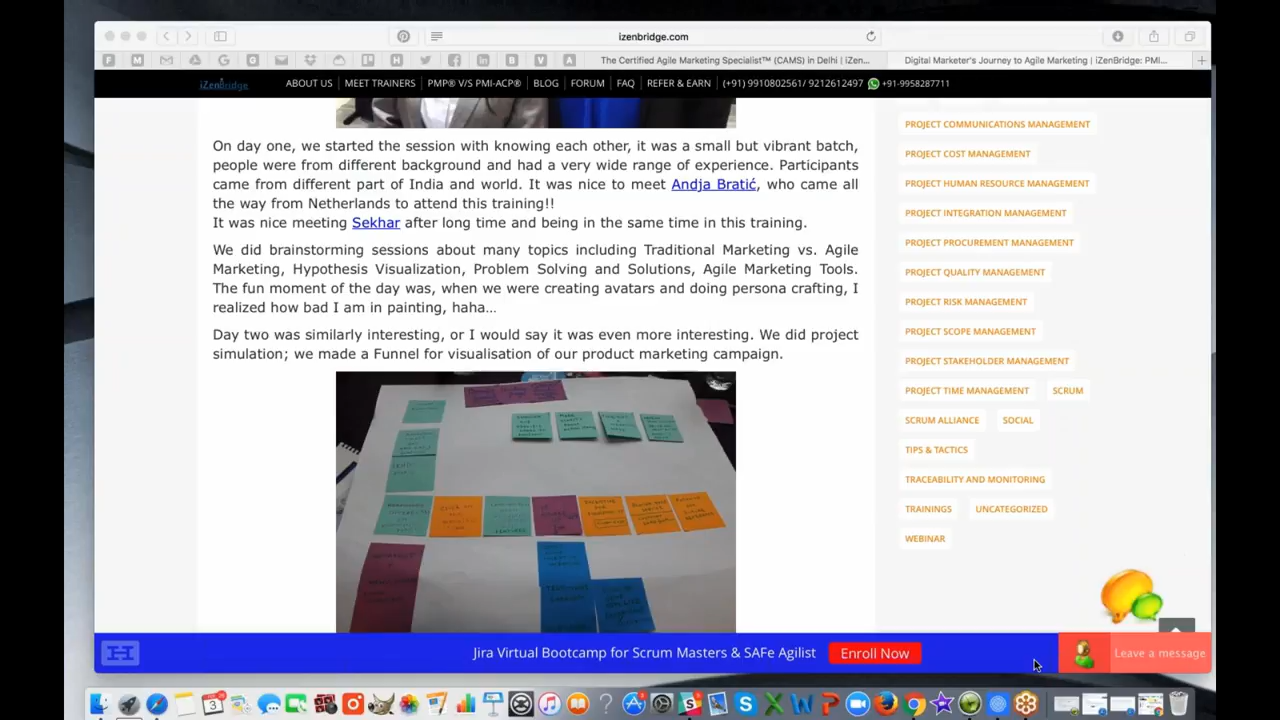 izenbridge.com
The Certified Agile Marketing Specialist™ (CAMS) in Delhi | iZen...
Digital Marketer's Journey to Agile Marketing | iZenBridge: PMI...
iZenBridge
ABOUT US
MEET TRAINERS
PMP® V/S PMI-ACP®
BLOG
FORUM
FAQ
REFER & EARN
(+91) 9910802561/ 9212612497
+91-9958287711
On day one, we started the session with knowing each other, it was a small but vibrant batch,
people were from different background and had a very wide range of experience. Participants
came from different part of India and world. It was nice to meet Andja Bratić, who came all
the way from Netherlands to attend this training!!
It was nice meeting Sekhar after long time and being in the same time in this training.
We did brainstorming sessions about many topics including Traditional Marketing vs. Agile
Marketing, Hypothesis Visualization, Problem Solving and Solutions, Agile Marketing Tools.
The fun moment of the day was, when we were creating avatars and doing persona crafting, I
realized how bad I am in painting, haha...
Day two was similarly interesting, or I would say it was even more interesting. We did project
simulation; we made a Funnel for visualisation of our product marketing campaign.
PROJECT COMMUNICATIONS MANAGEMENT
PROJECT COST MANAGEMENT
PROJECT HUMAN RESOURCE MANAGEMENT
PROJECT INTEGRATION MANAGEMENT
PROJECT PROCUREMENT MANAGEMENT
PROJECT QUALITY MANAGEMENT
PROJECT RISK MANAGEMENT
PROJECT SCOPE MANAGEMENT
PROJECT STAKEHOLDER MANAGEMENT
PROJECT TIME MANAGEMENT
SCRUM
SCRUM ALLIANCE
SOCIAL
TIPS & TACTICS
TRACEABILITY AND MONITORING
TRAININGS
UNCATEGORIZED
WEBINAR
Jira Virtual Bootcamp for Scrum Masters & SAFe Agilist
Enroll Now
Leave a message